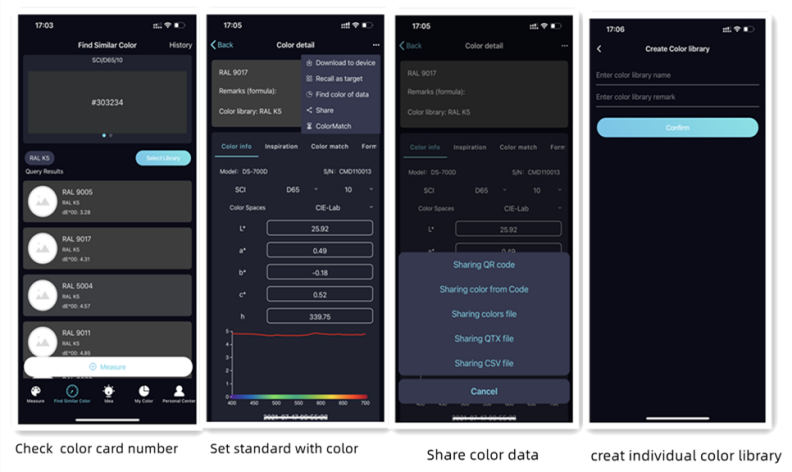 17:03
Find Similar Color
History
SCI/D65/10
#303234
RAL K5
Select Library
Query Results
RAL 9005
RAL K5
dE*00: 3.28
RAL 9017
RAL K5
dE*00: 4.31
RAL 5004
RAL K5
dE*00: 4.57
RAL 9011
RAL K5
dE*00: 4.85
Measure
Measure
Find Similar Color
Idea
My Color
Personal Center
Check color card number
17:05
Back
Color detail
RAL 9017
Remarks (formula):
Color library: RAL K5
Download to device
Recall as target
Find color of data
Share
ColorMatch
Color info
Inspiration
Color match
Form
Model: DS-700D
S/N: CMD110013
SCI
D65
10
Color Spaces
CIE-Lab
L*
25.92
a*
0.49
b*
-0.18
c*
0.52
h
339.75
5
4
3
2
1
0
400 450 500 550 600 650 700
Set standard with color
17:05
Back
Color detail
RAL 9017
Remarks (formula):
Color library: RAL K5
Color info
Inspiration
Color match
Form
Model: DS-700D
S/N: CMD110013
SCI
D65
10
Color Spaces
CIE-Lab
L*
25.92
a*
0.49
Sharing QR code
Sharing color from Code
Sharing colors file
Sharing QTX file
Sharing CSV file
Cancel
Share color data
17:06
Create Color library
Enter color library name
Enter color library remark
Confirm
creat individual color library